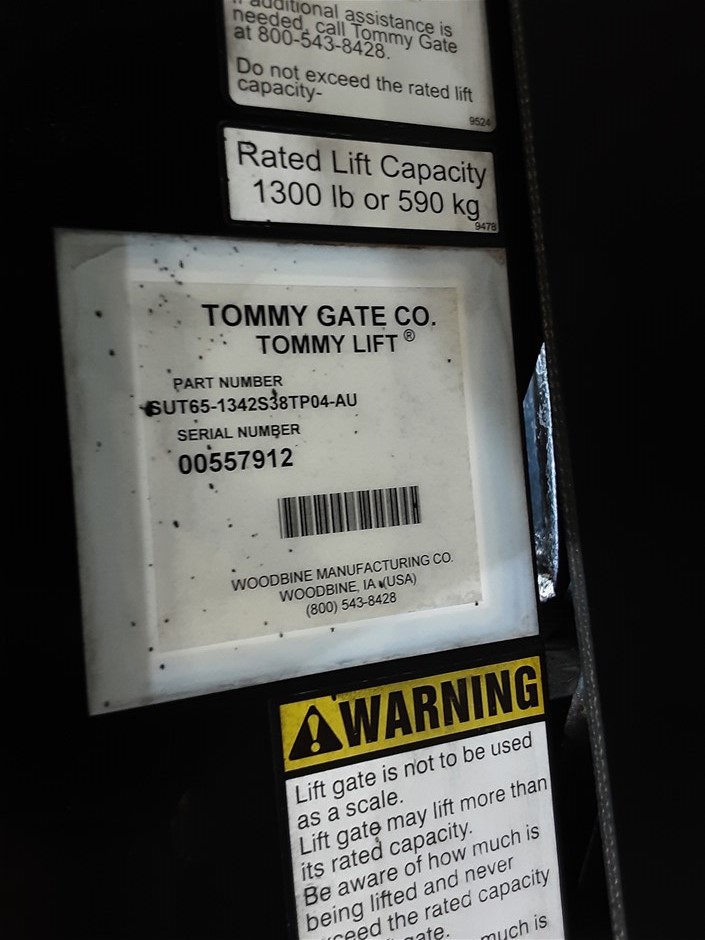 additional assistance is
needed, call Tommy Gate
at 800-543-8428.
Do not exceed the rated lift
capacity-
9524
Rated Lift Capacity
1300 lb or 590 kg
9478
TOMMY GATE CO.
TOMMY LIFT ®
PART NUMBER
SUT65-1342S38TP04-AU
SERIAL NUMBER
00557912
WOODBINE MANUFACTURING CO.
WOODBINE, IA (USA)
(800) 543-8428
WARNING
Lift gate is not to be used
as a scale.
Lift gate may lift more than
its rated capacity.
Be aware of how much is
being lifted and never
the rated capacity
gate.
much is